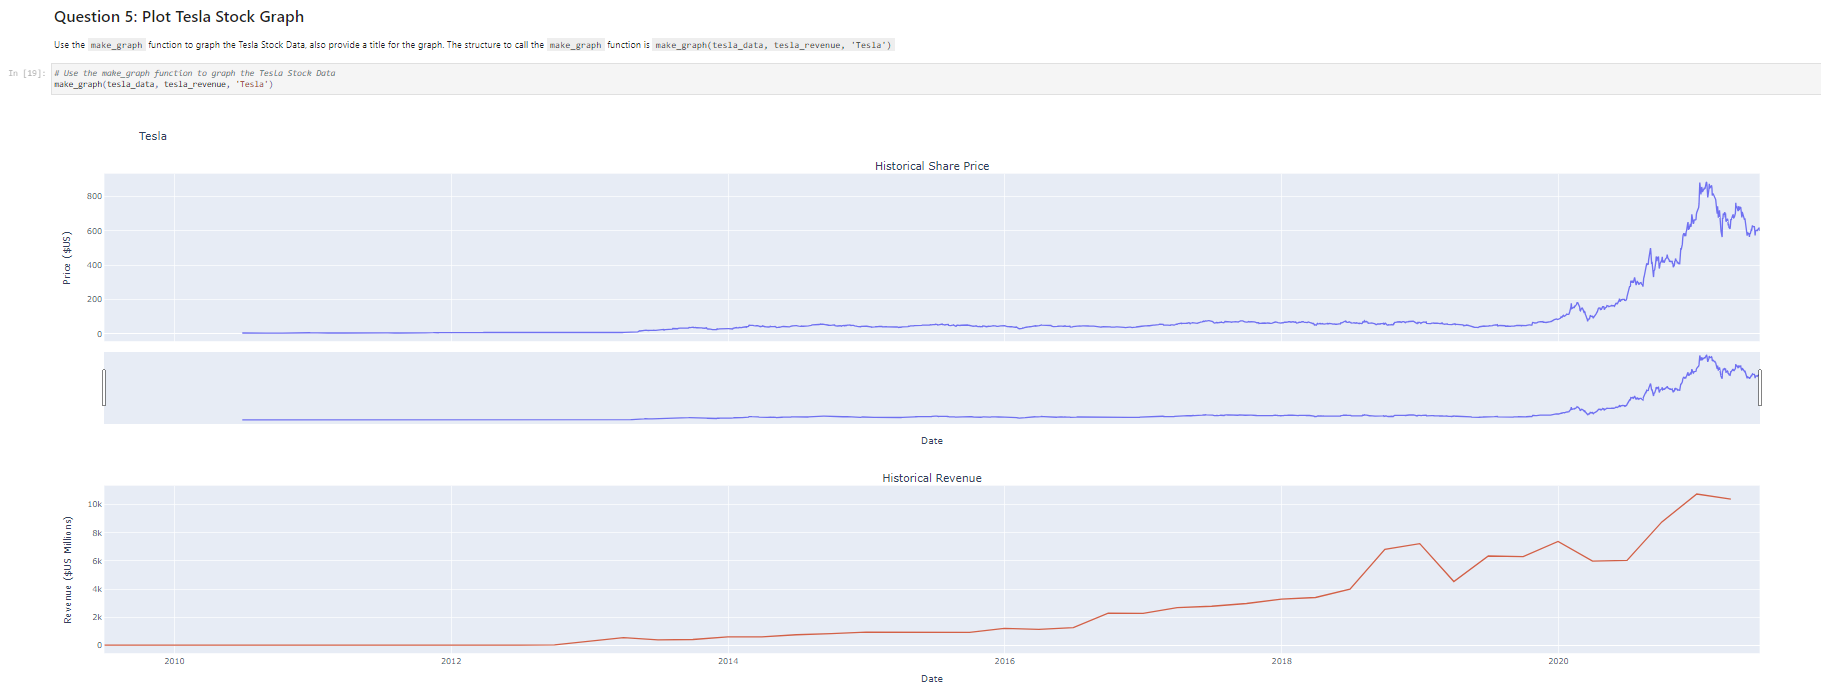 Question 5: Plot Tesla Stock Graph
Use the make_graph function to graph the Tesla Stock Data, also provide a title for the graph. The structure to call the make_graph function is make_graph(tesla_data, tesla_revenue, 'Tesla')
In [19]: # Use the make_graph function to graph the Tesla Stock Data
make_graph(tesla_data, tesla_revenue, 'Tesla')
Tesla
Historical Share Price
Price ($US)
800
600
400
200
0
Date
Historical Revenue
Revenue ($US Millions)
10k
8k
6k
4k
2k
0
2010 2012 2014 2016 2018 2020
Date